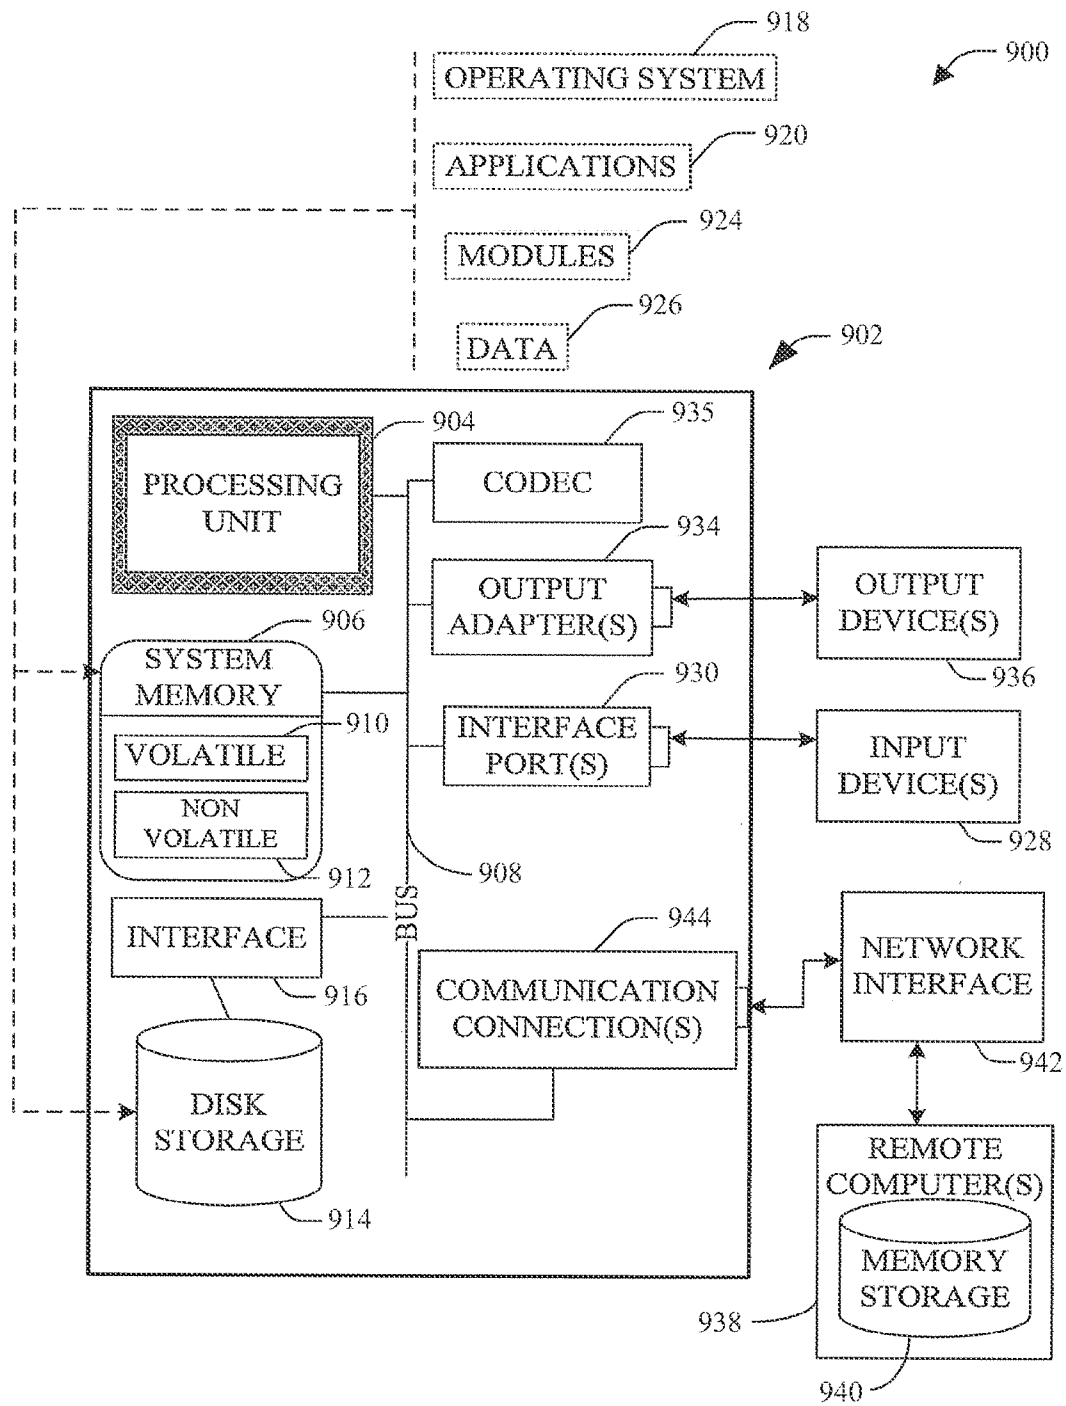 918
900
OPERATING SYSTEM
920
APPLICATIONS
924
MODULES
926
DATA
902
904
935
PROCESSING
UNIT
CODEC
934
OUTPUT
ADAPTER(S)
OUTPUT
DEVICE(S)
936
906
SYSTEM
MEMORY
930
910
VOLATILE
INTERFACE
PORT(S)
INPUT
DEVICE(S)
928
NON
VOLATILE
912
908
BUS
944
INTERFACE
916
COMMUNICATION
CONNECTION(S)
NETWORK
INTERFACE
942
DISK
STORAGE
914
REMOTE
COMPUTER(S)
MEMORY
STORAGE
938
940